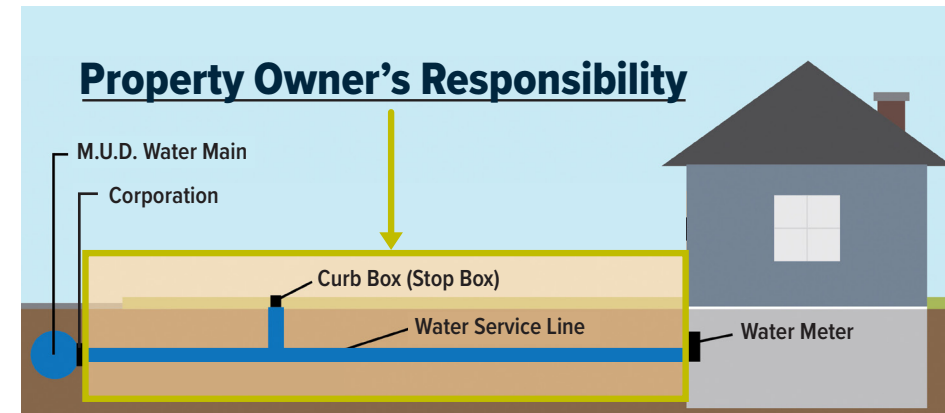 Property Owner's Responsibility
M.U.D. Water Main
Corporation
Curb Box (Stop Box)
Water Service Line
Water Meter